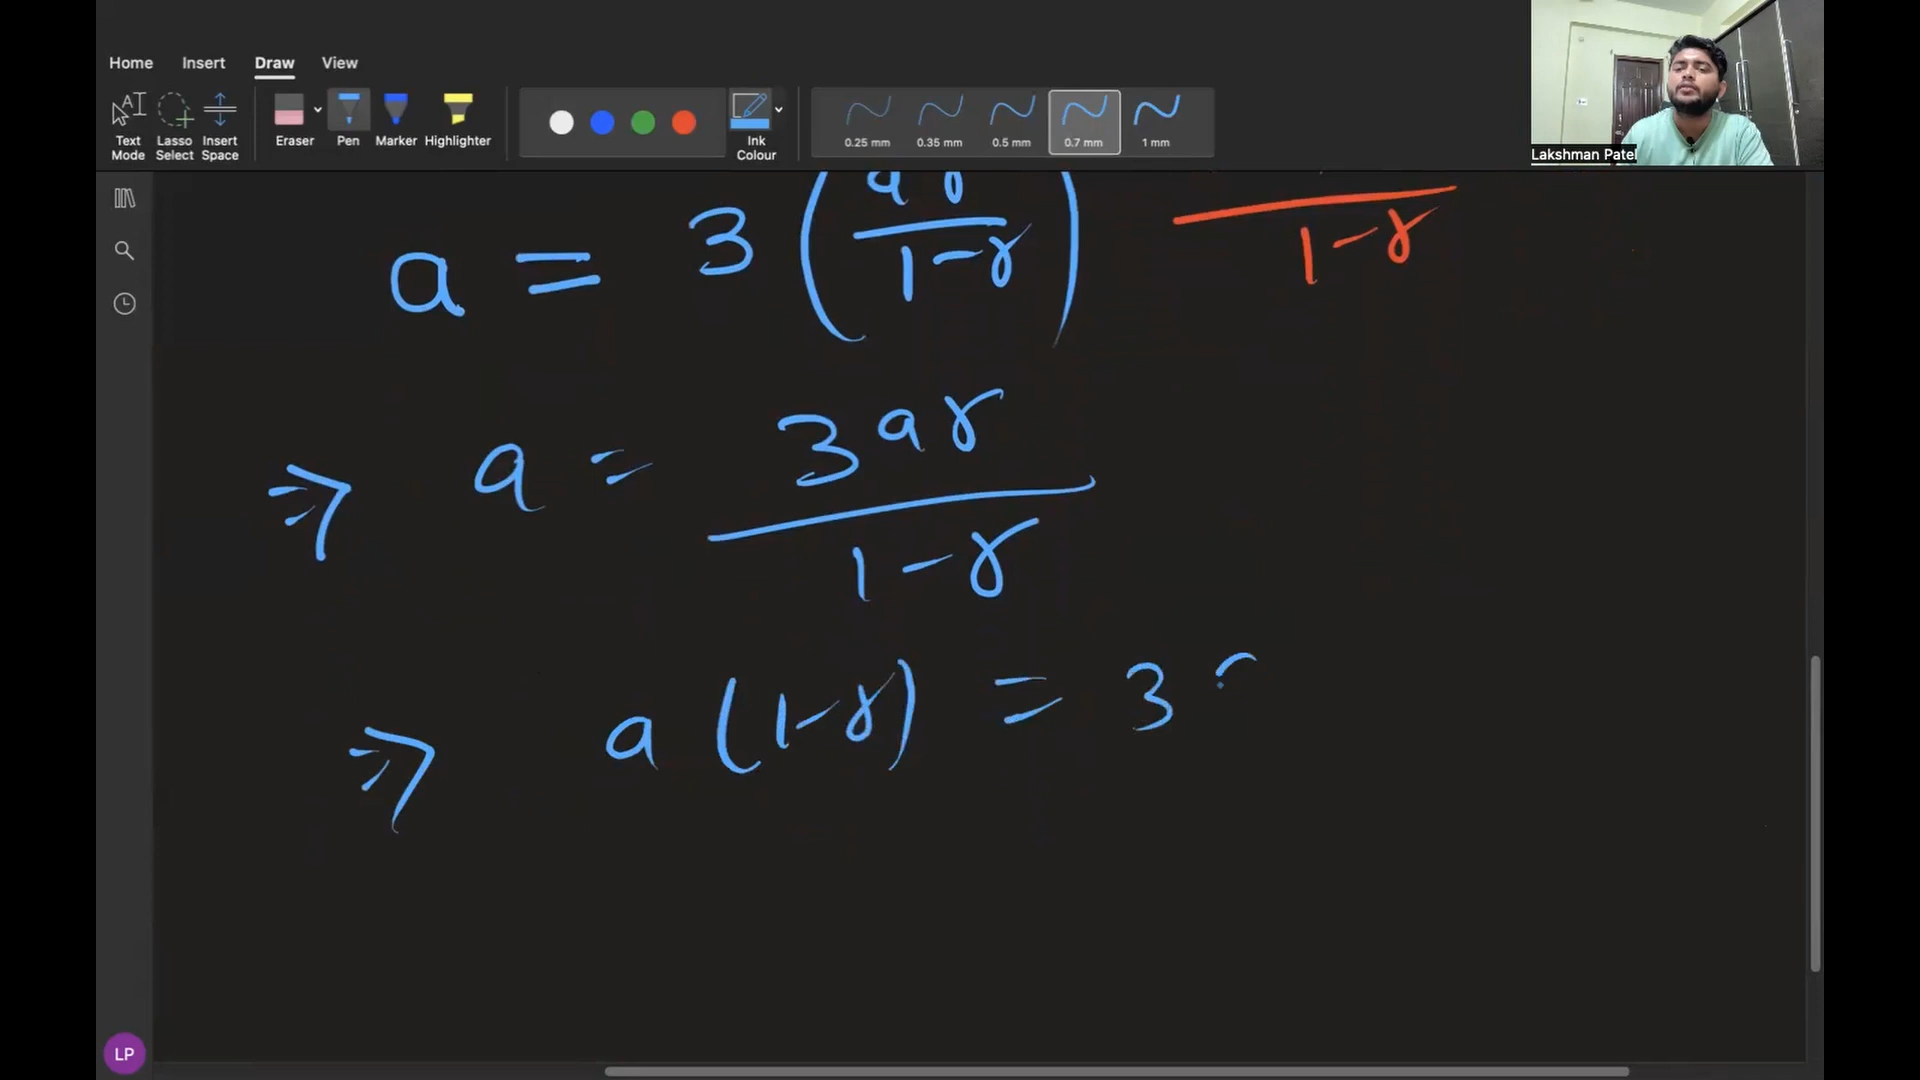 Home Insert Draw View
Text Mode Lasso Select Insert Space Eraser Pen Marker Highlighter Ink Colour 0.25 mm 0.35 mm 0.5 mm 0.7 mm 1 mm
Lakshman Patel
a = 3 (ar / 1-r)
1-r
⇒ a = 3ar / 1-r
⇒ a (1-r) = 3
LP